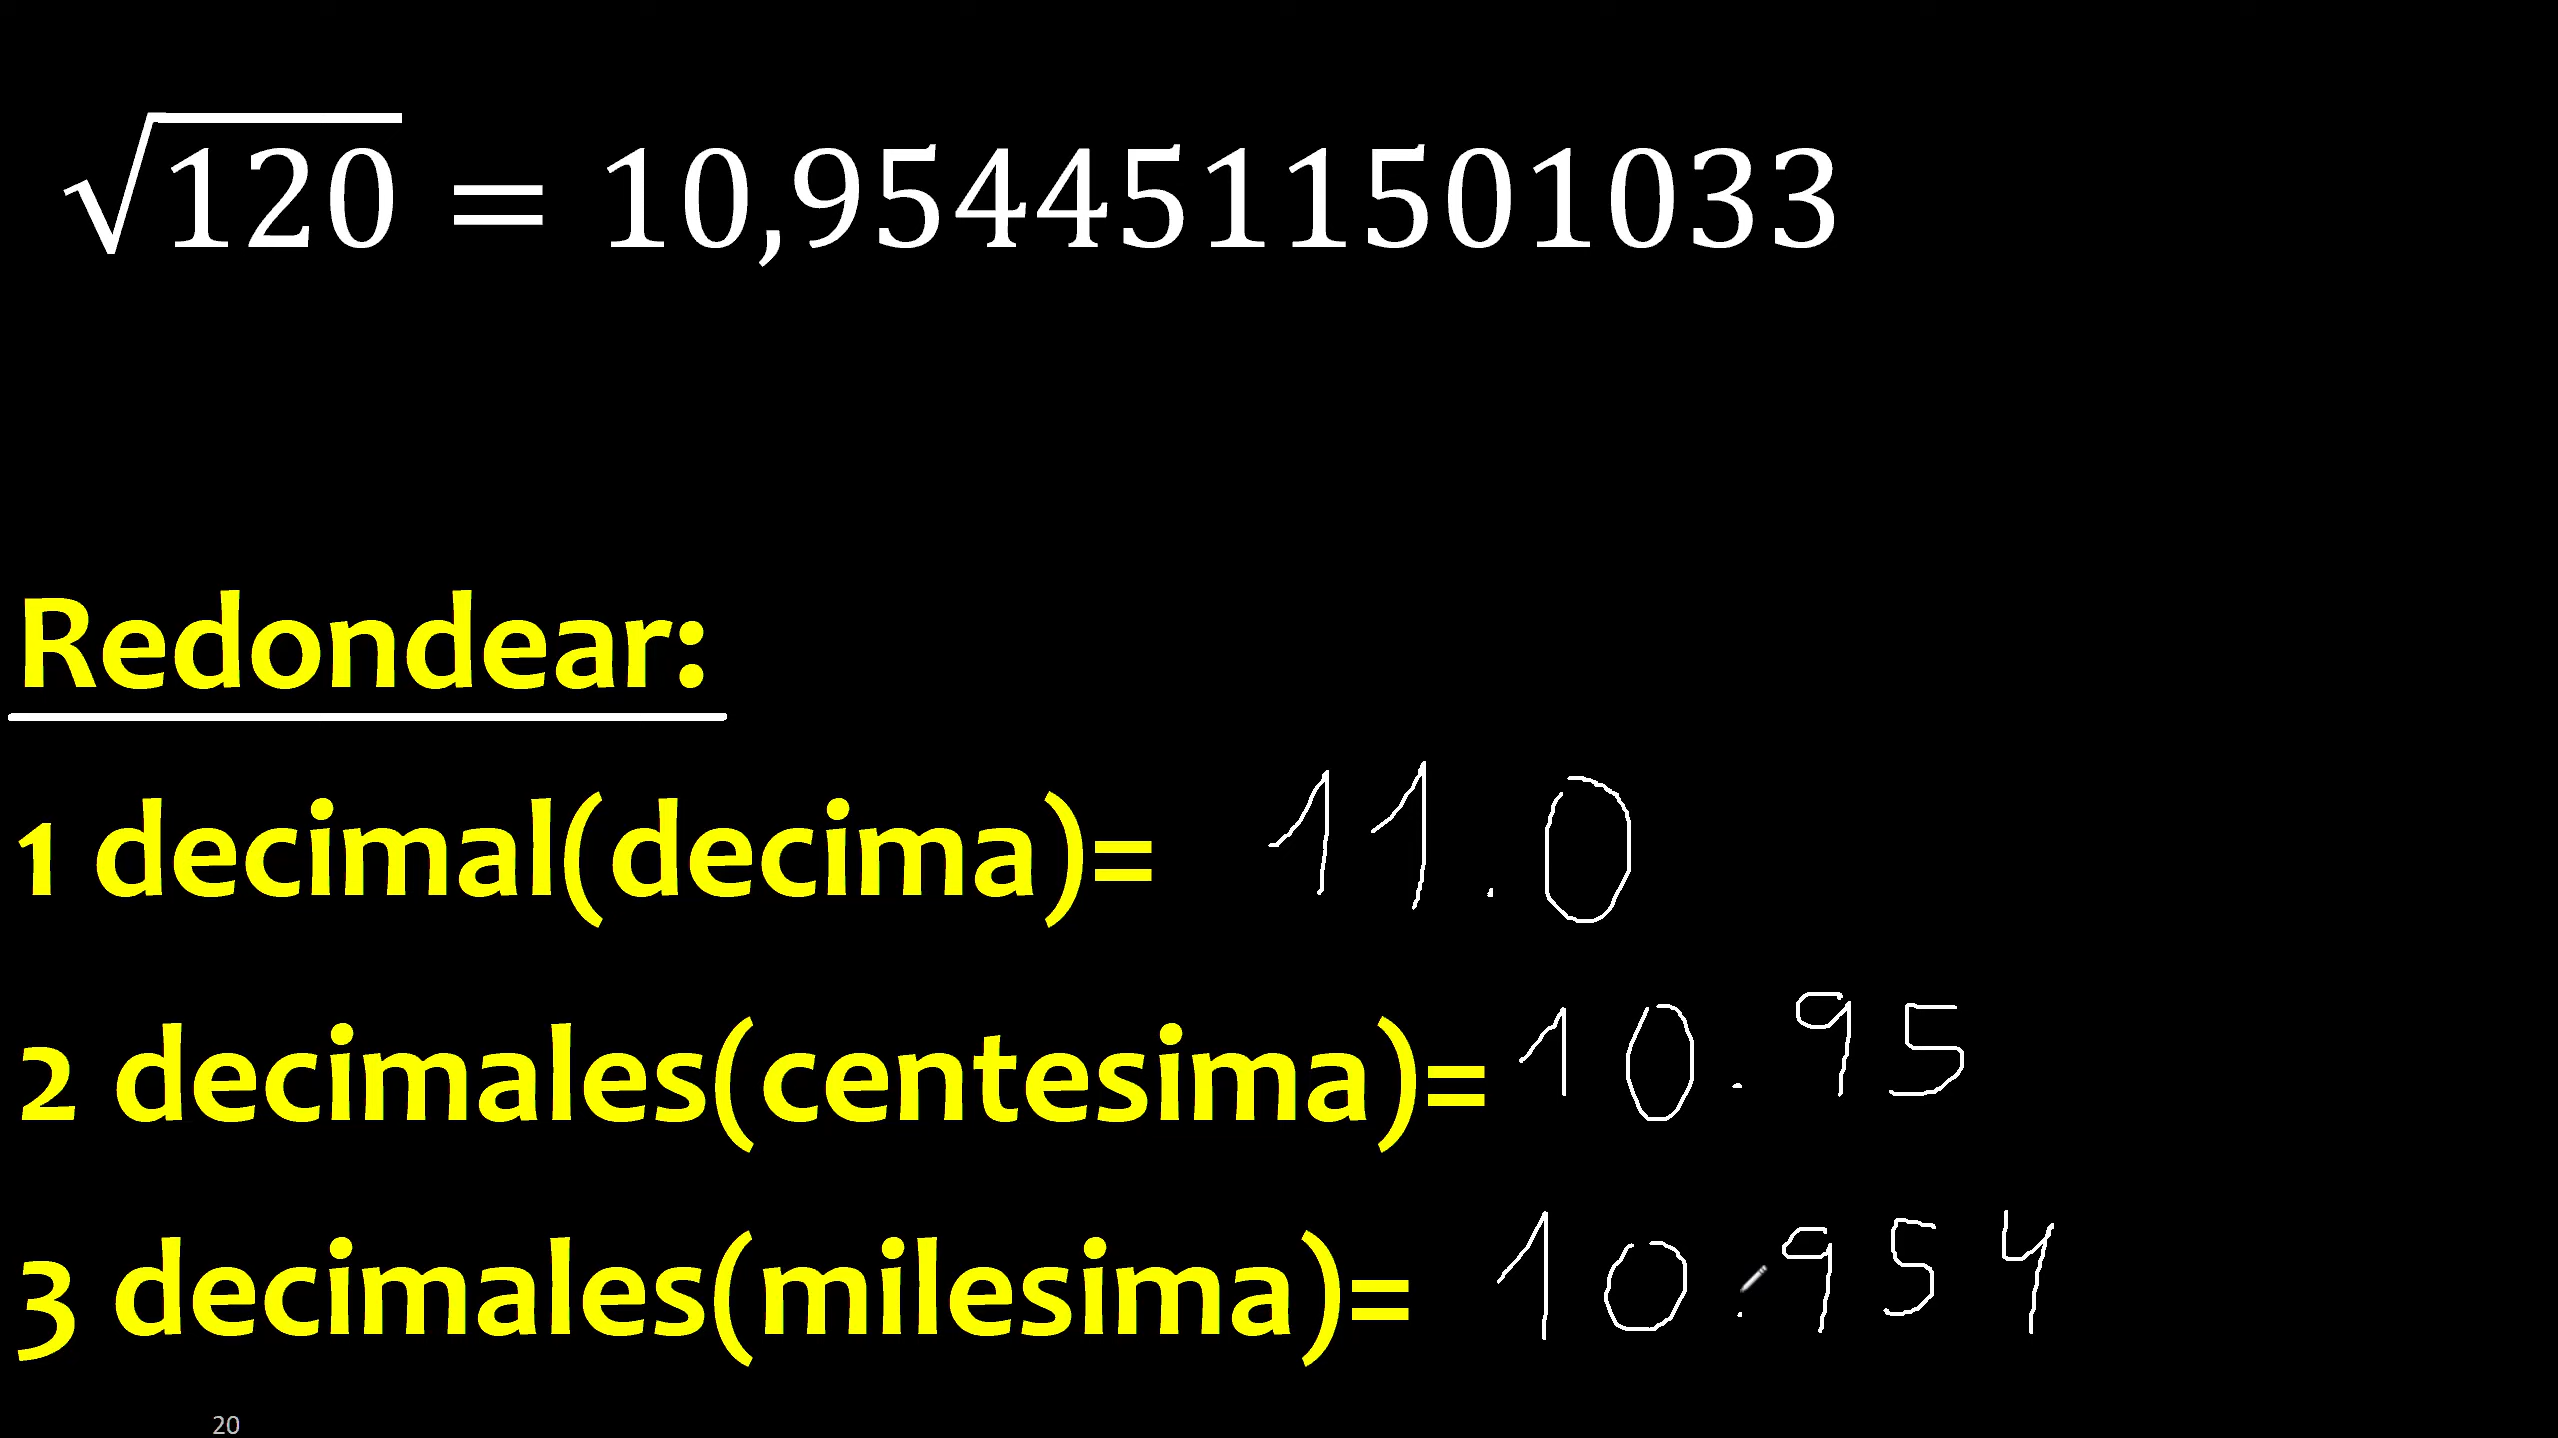 √120 = 10,9544511501033
Redondear:
1 decimal(decima)= 11.0
2 decimales(centesima)= 10.95
3 decimales(milesima)= 10.954
20